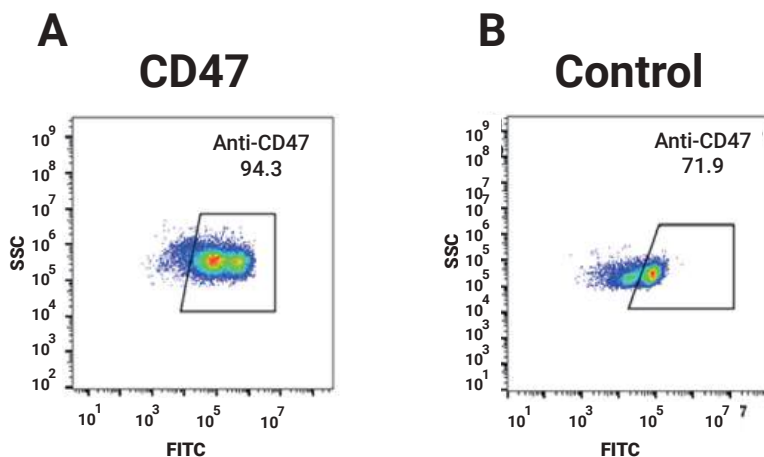 A
CD47
Anti-CD47
94.3
10⁹
10⁸
10⁷
10⁶
10⁵
10⁴
10³
10²
SSC
10¹ 10³ 10⁵ 10⁷
FITC
B
Control
Anti-CD47
71.9
10⁹
10⁸
10⁷
10⁷
10⁶
10⁵
10⁴
10³
10²
10¹
SSC
10¹ 10³ 10⁵ 10⁷ 7
FITC